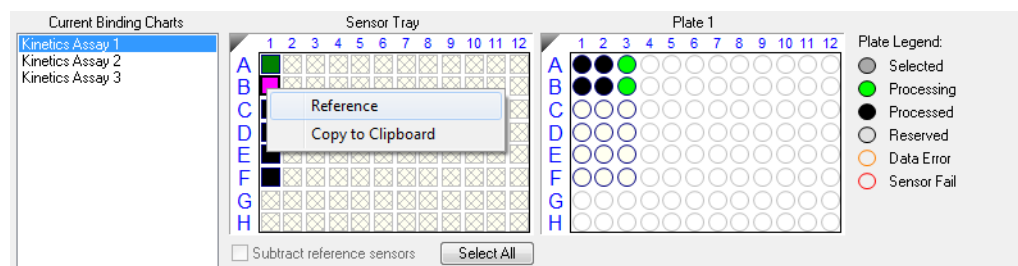 Current Binding Charts
Kinetics Assay 1
Kinetics Assay 2
Kinetics Assay 3
Sensor Tray
1 2 3 4 5 6 7 8 9 10 11 12
A
B
C
D
E
F
G
H
Reference
Copy to Clipboard
Subtract reference sensors
Select All
Plate 1
1 2 3 4 5 6 7 8 9 10 11 12
A
B
C
D
E
F
G
H
Plate Legend:
Selected
Processing
Processed
Reserved
Data Error
Sensor Fail